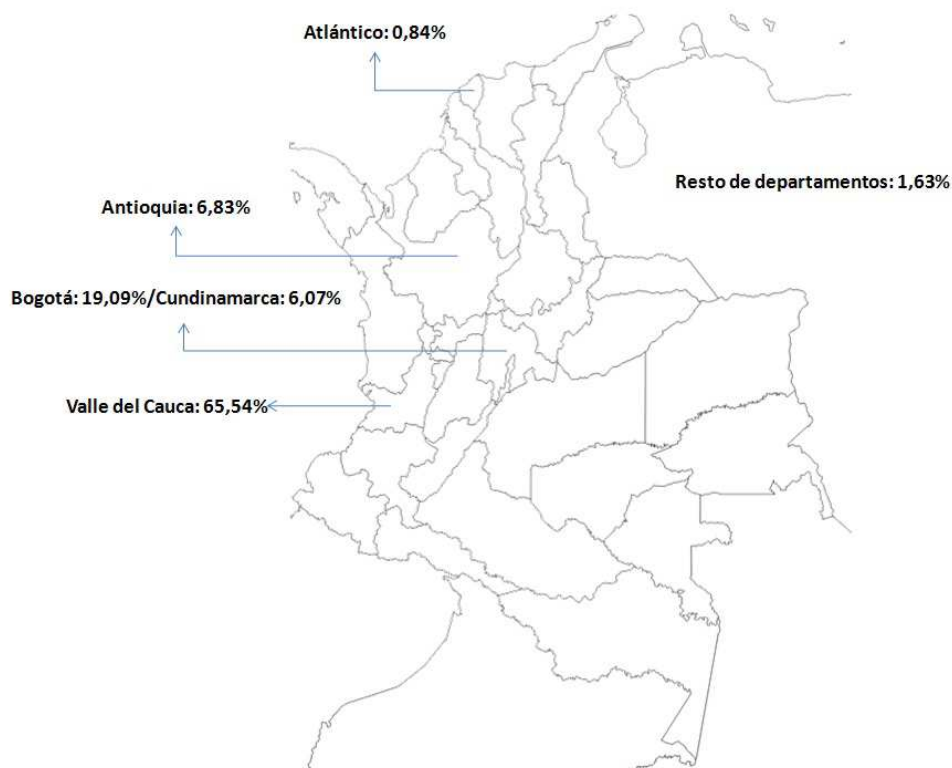 Atlántico: 0,84%
Resto de departamentos: 1,63%
Antioquia: 6,83%
Bogotá: 19,09%/Cundinamarca: 6,07%
Valle del Cauca: 65,54%